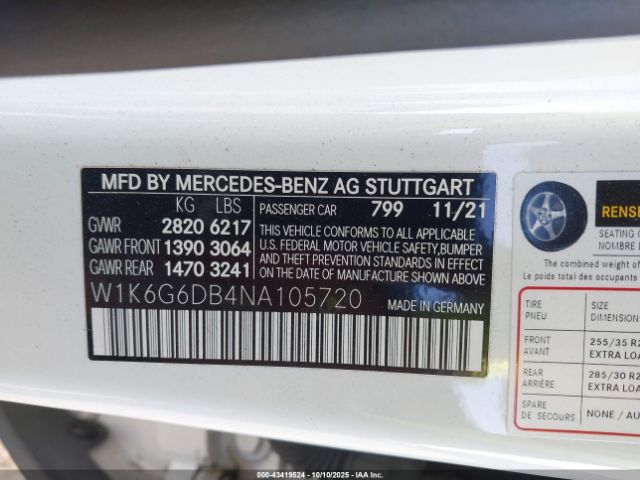 MFD BY MERCEDES-BENZ AG STUTTGART
KG LBS
GVWR 2820 6217
GAWR FRONT 1390 3064
GAWR REAR 1470 3241
PASSENGER CAR 799 11/21
THIS VEHICLE CONFORMS TO ALL APPLICABLE
U.S. FEDERAL MOTOR VEHICLE SAFETY,BUMPER
AND THEFT PREVENTION STANDARDS IN EFFECT
ON THE DATE OF MANUFACTURE SHOWN ABOVE.
W1K6G6DB4NA105720
MADE IN GERMANY
SEATING
NOMBRE D
The combined weight of
Le poids total des
TIRE
PNEU
SIZE
DIMENSION
FRONT
AVANT
255/35 R2
EXTRA LOA
REAR
ARRIÈRE
285/30 R2
EXTRA LOA
SPARE
DE SECOURS
NONE / AU
00-43419524 - 10/10/2025 - Copyright IAA, LLC.